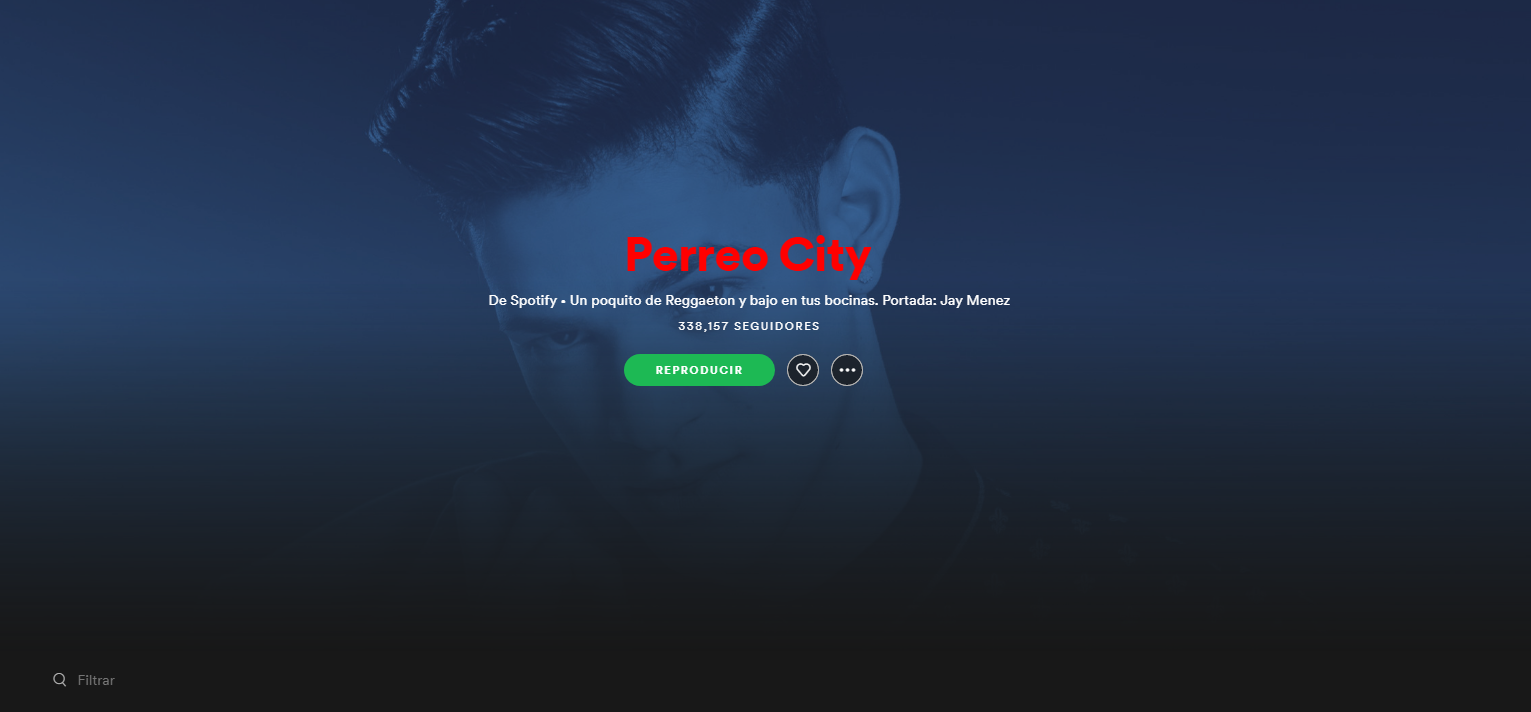 Perreo City
De Spotify • Un poquito de Reggaeton y bajo en tus bocinas. Portada: Jay Menez
338,157 SEGUIDORES
REPRODUCIR
Filtrar